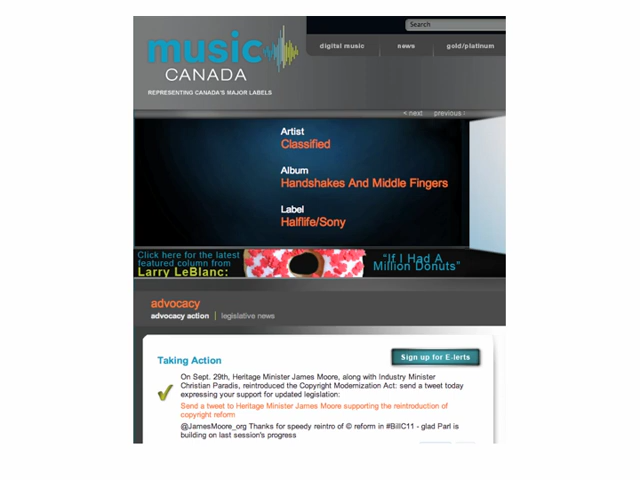 Search
digital music
news
gold/platinum
music
CANADA
REPRESENTING CANADA'S MAJOR LABELS
< next
previous
Artist
Classified
Album
Handshakes And Middle Fingers
Label
Halflife/Sony
Click here for the latest
featured column from
Larry LeBlanc:
"If I Had A
Million Donuts"
advocacy
advocacy action
legislative news
Taking Action
Sign up for E-lerts
On Sept. 29th, Heritage Minister James Moore, along with Industry Minister
Christian Paradis, reintroduced the Copyright Modernization Act: send a tweet today
expressing your support for updated legislation:
Send a tweet to Heritage Minister James Moore supporting the reintroduction of
copyright reform
@JamesMoore_org Thanks for speedy reintro of © reform in #BillC11 - glad Parl is
building on last session's progress